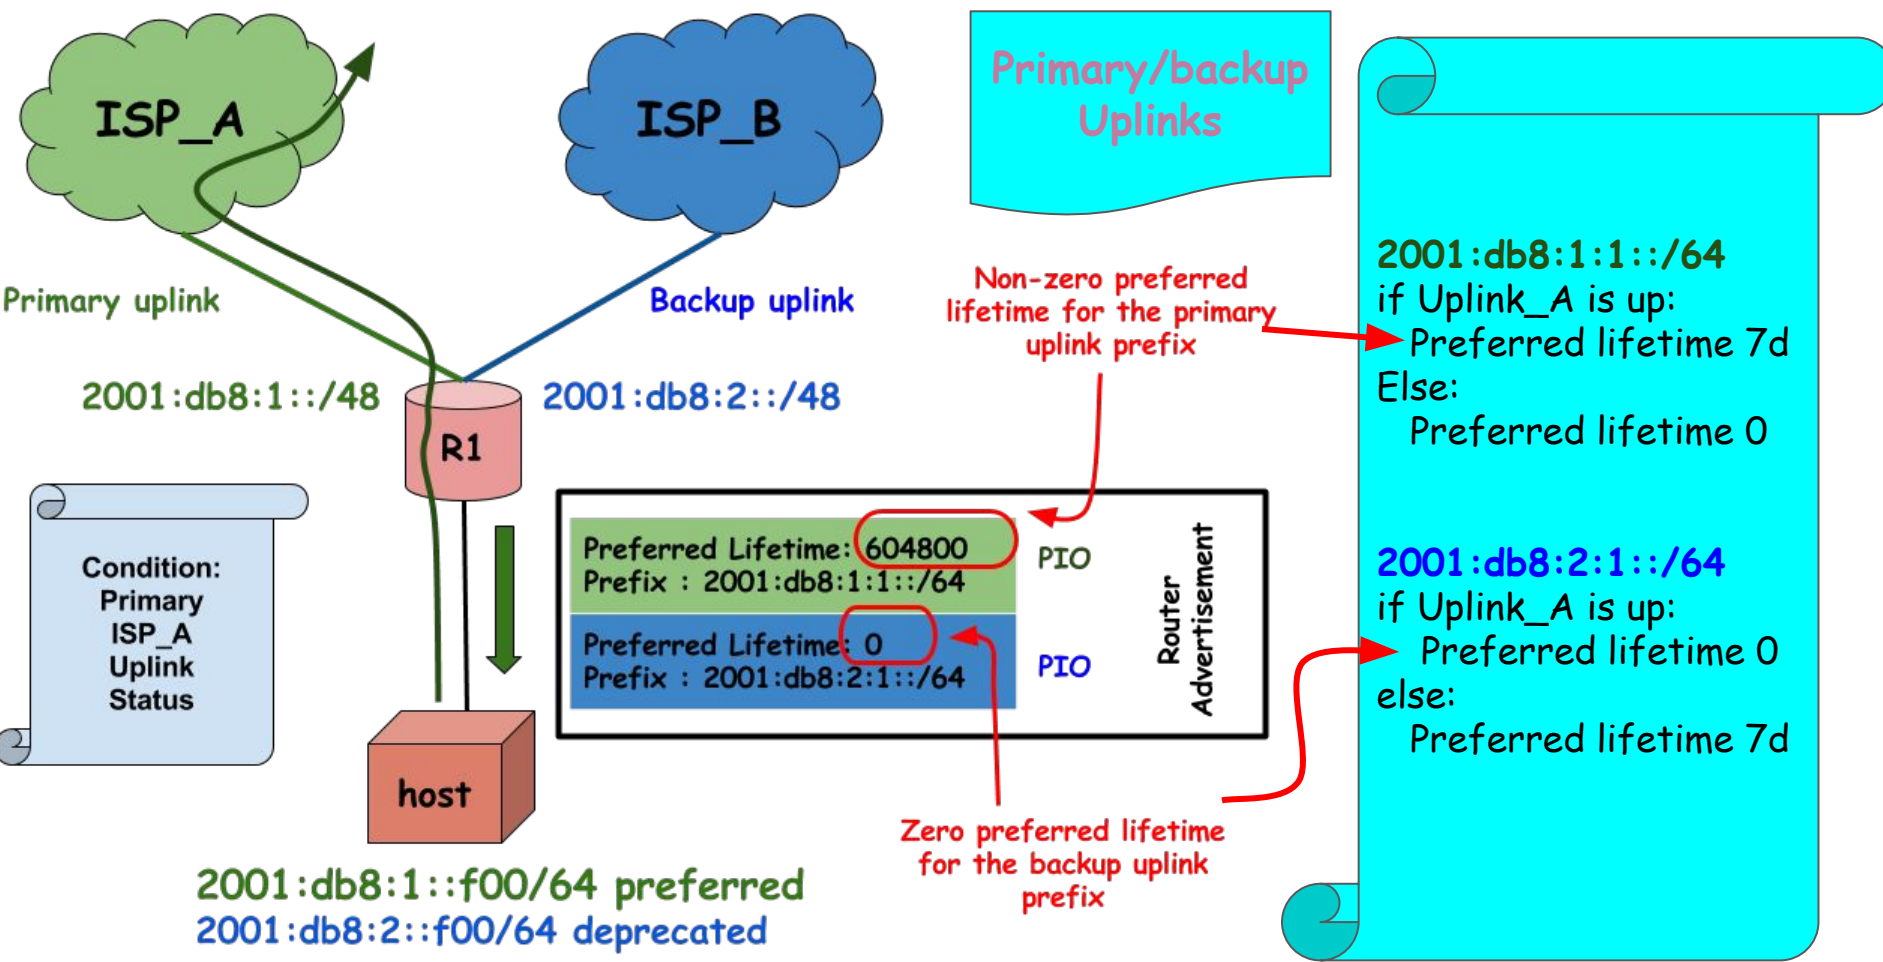 ISP_A
ISP_B
Primary/backup
Uplinks
Primary uplink
Backup uplink
2001:db8:1::/48
2001:db8:2::/48
R1
Non-zero preferred
lifetime for the primary
uplink prefix
Condition:
Primary
ISP_A
Uplink
Status
Preferred Lifetime: 604800
Prefix : 2001:db8:1:1::/64
PIO
Preferred Lifetime: 0
Prefix : 2001:db8:2:1::/64
PIO
Router
Advertisement
host
Zero preferred lifetime
for the backup uplink
prefix
2001:db8:1::f00/64 preferred
2001:db8:2::f00/64 deprecated
2001:db8:1:1::/64
if Uplink_A is up:
Preferred lifetime 7d
Else:
Preferred lifetime 0
2001:db8:2:1::/64
if Uplink_A is up:
Preferred lifetime 0
else:
Preferred lifetime 7d